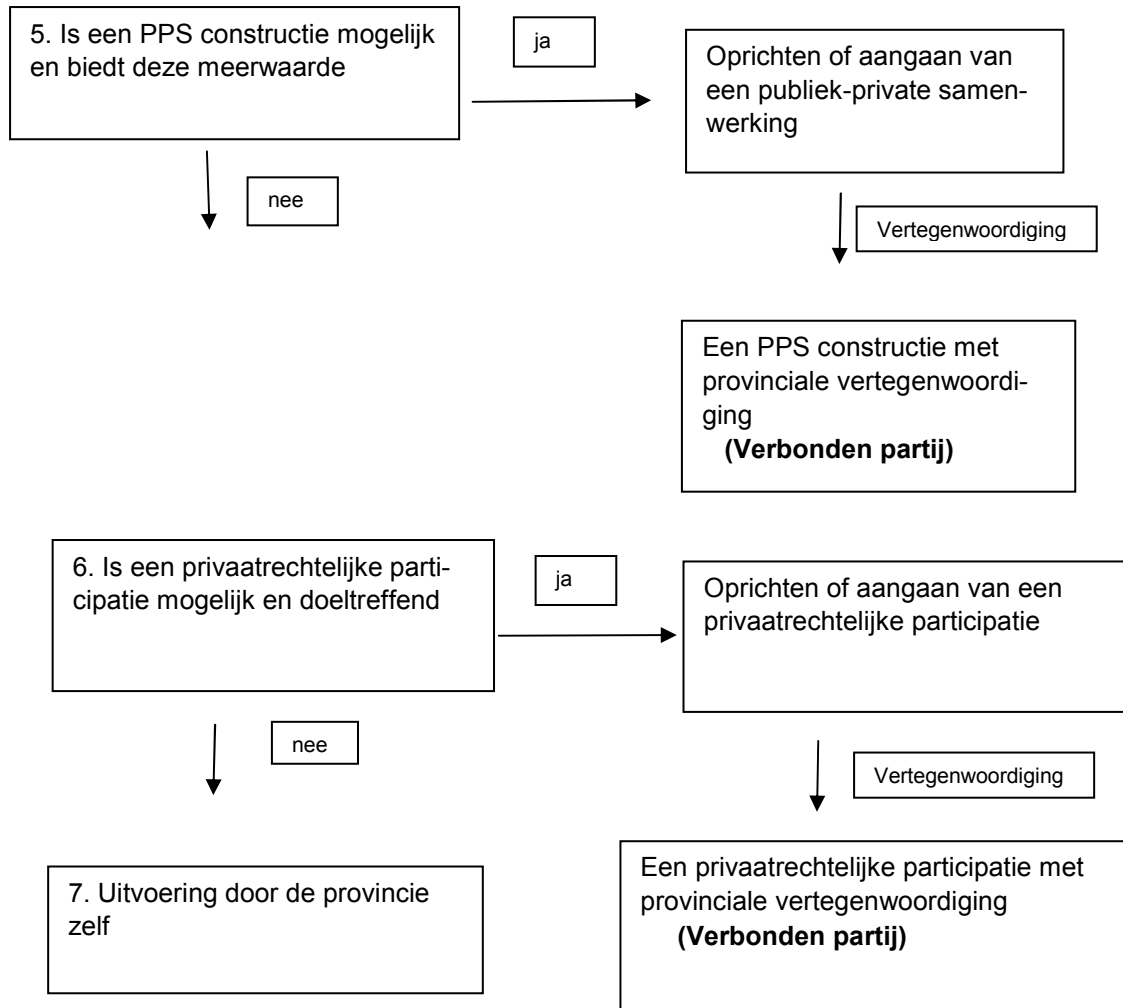 5. Is een PPS constructie mogelijk
en biedt deze meerwaarde
ja
Oprichten of aangaan van
een publiek-private samen-
werking
nee
Vertegenwoordiging
Een PPS constructie met
provinciale vertegenwoordi-
ging
(Verbonden partij)
6. Is een privaatrechtelijke parti-
cipatie mogelijk en doeltreffend
ja
Oprichten of aangaan van een
privaatrechtelijke participatie
nee
Vertegenwoordiging
7. Uitvoering door de provincie
zelf
Een privaatrechtelijke participatie met
provinciale vertegenwoordiging
(Verbonden partij)